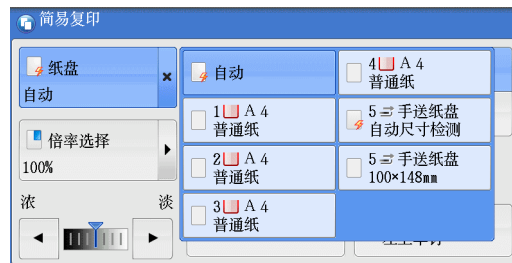 简易复印
纸盘
自动
倍率选择
100%
浓 淡
自动
1 A4
普通纸
2 A4
普通纸
3 A4
普通纸
4 A4
普通纸
5 手送纸盘
自动尺寸检测
5 手送纸盘
100×148mm